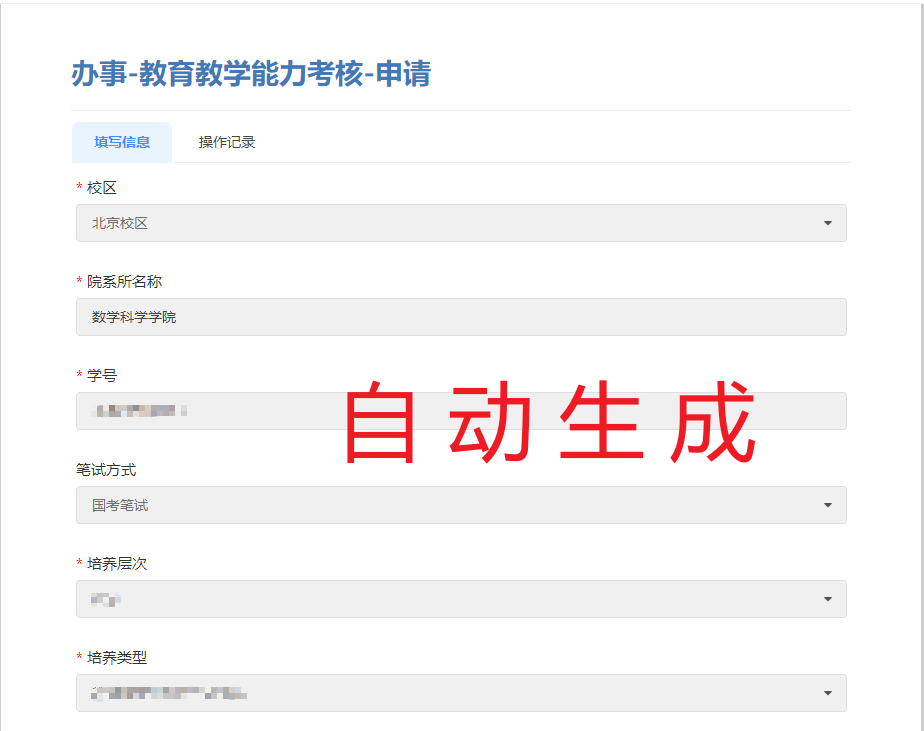 办事-教育教学能力考核-申请
填写信息 操作记录
* 校区
北京校区
* 院系所名称
数学科学学院
* 学号
自动生成
笔试方式
国考笔试
* 培养层次
* 培养类型